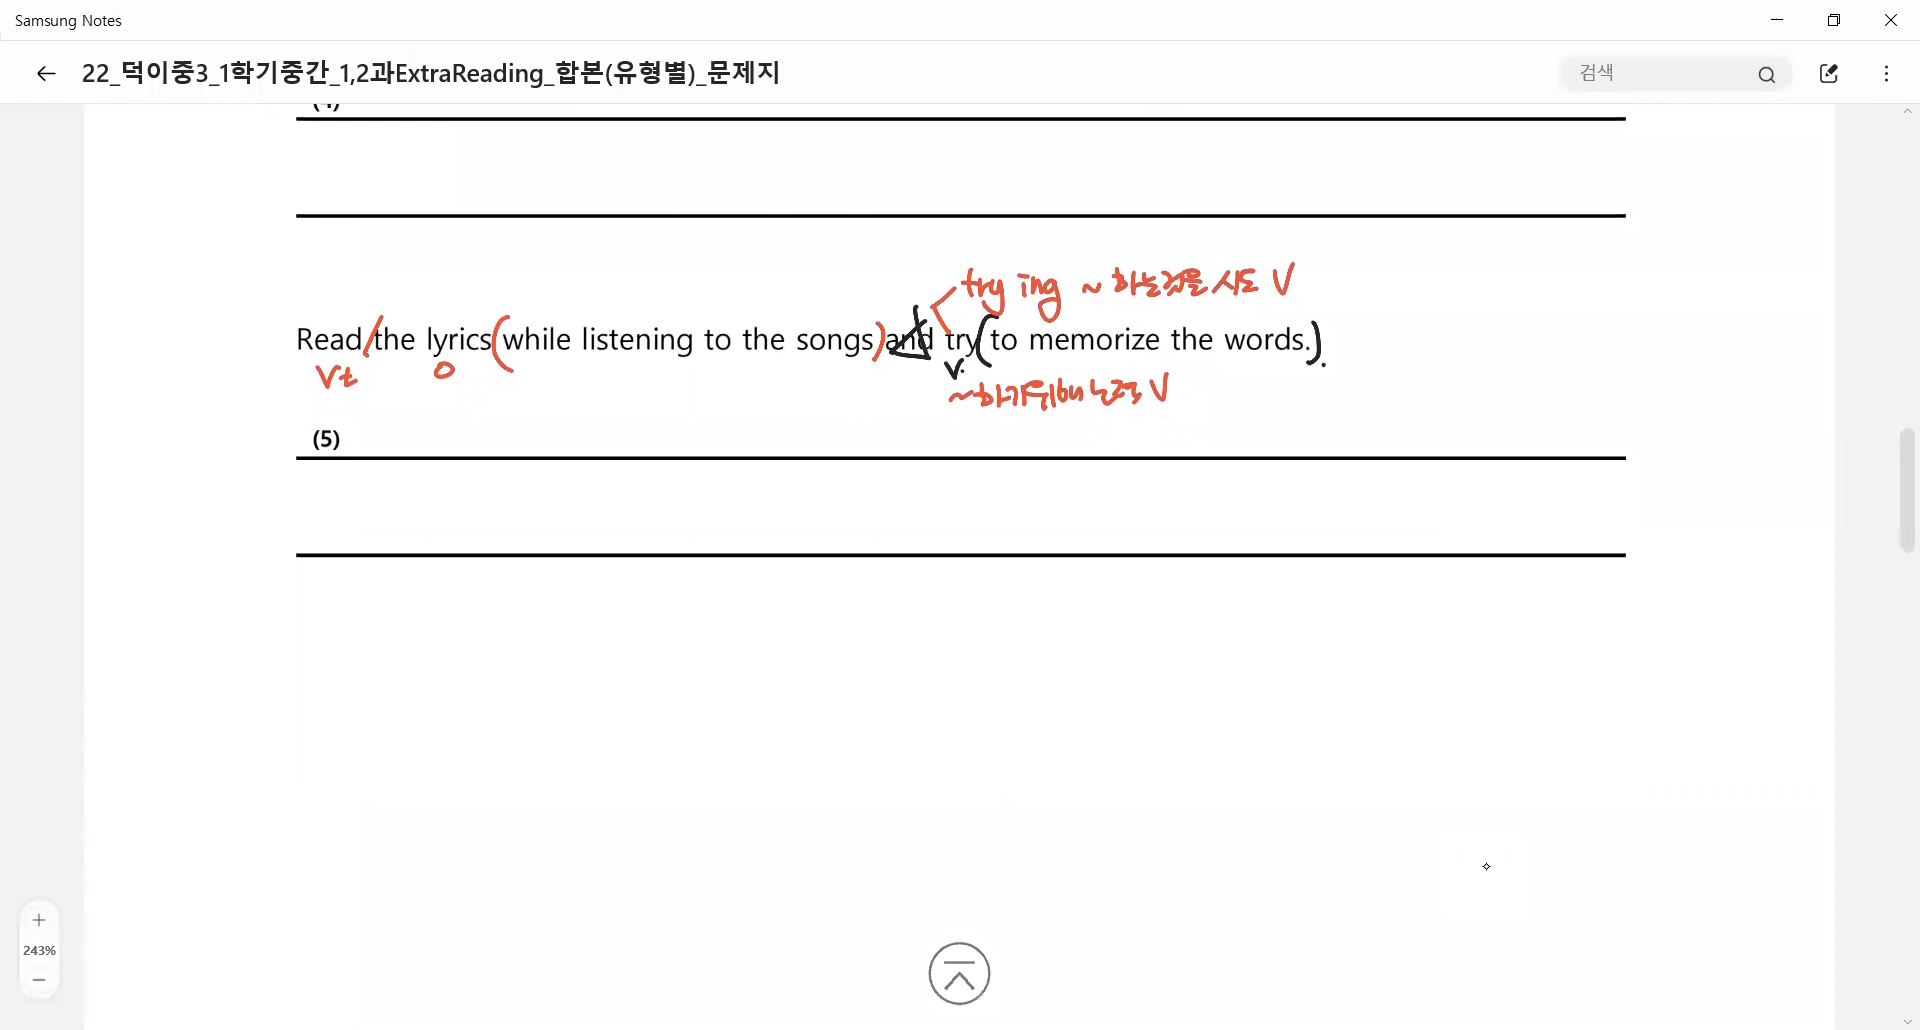 Samsung Notes
22_덕이중3_1학기중간_1,2과ExtraReading_합본(유형별)_문제지
검색
(4)
try ing ~ 하는것을 시도 V
Read / the lyrics (while listening to the songs) and try (to memorize the words.).
Vt O V.
~하기위해 노력 V
(5)
243%